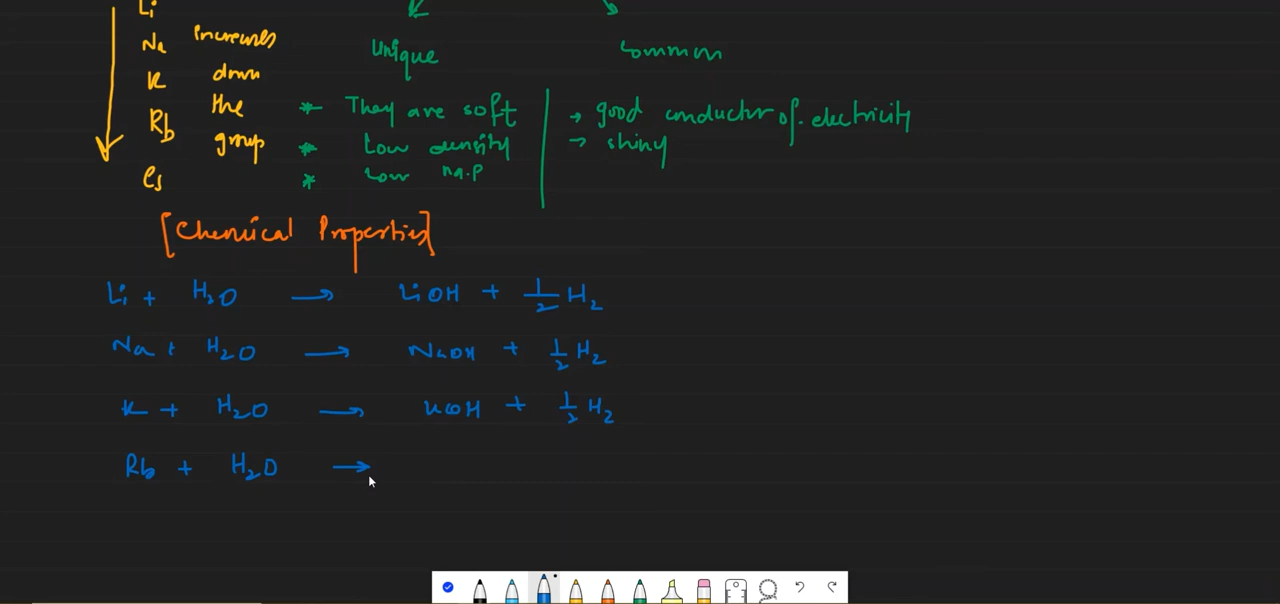 Li
Na increases
K down
Rb the
group
Cs
Unique
common
* They are soft
* Low density
* Low m.p
→ good conductor of electricity
→ shiny
[Chemical Properties]
Li + H₂O → LiOH + 1/2 H₂
Na + H₂O → NaOH + 1/2 H₂
K + H₂O → KOH + 1/2 H₂
Rb + H₂O →